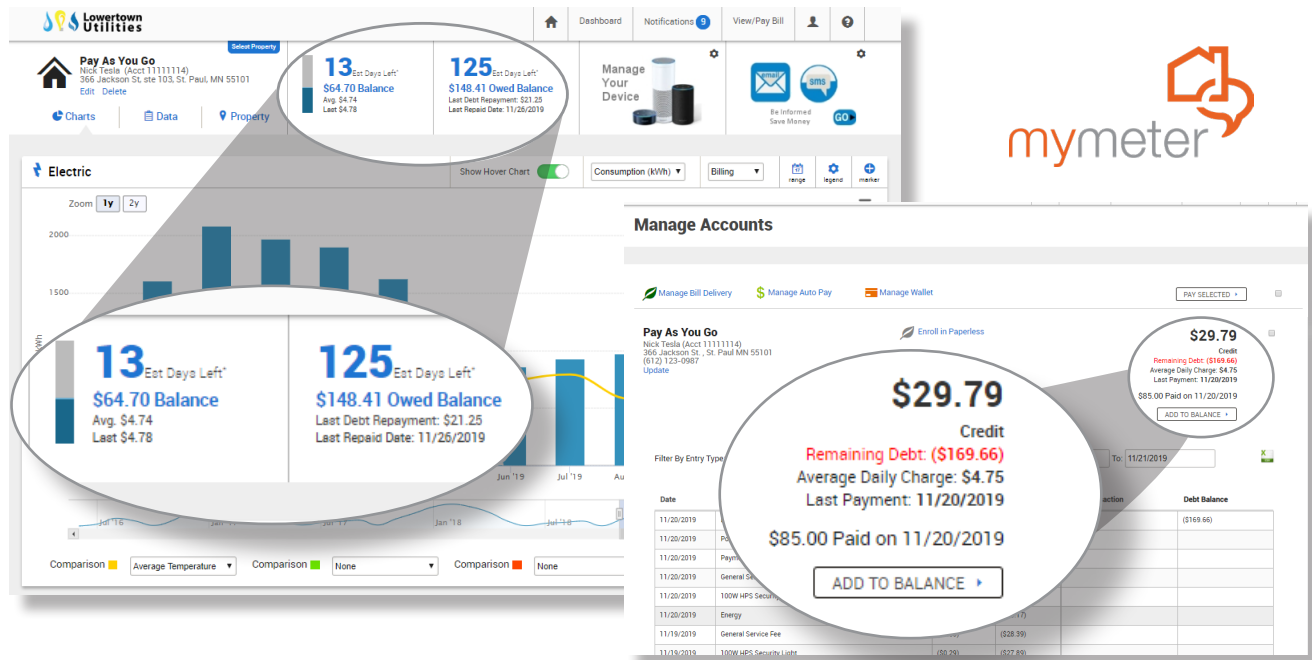 Lowertown
Utilities
Dashboard
Notifications 9
View/Pay Bill
Select Property
Pay As You Go
Nick Tesla (Acct 11111114)
366 Jackson St, ste 103, St. Paul, MN 55101
Edit Delete
Charts
Data
Property
13 Est Days Left*
$64.70 Balance
Avg. $4.74
Last $4.78
125 Est Days Left*
$148.41 Owed Balance
Last Debt Repayment: $21.25
Last Repaid Date: 11/26/2019
Manage
Your
Device
email
sms
Be Informed
Save Money
GO
mymeter
Electric
Show Hover Chart
Consumption (kWh)
Billing
range
legend
marker
Zoom 1y 2y
2000
1500
kWh
13 Est Days Left*
$64.70 Balance
Avg. $4.74
Last $4.78
125 Est Days Left*
$148.41 Owed Balance
Last Debt Repayment: $21.25
Last Repaid Date: 11/26/2019
Jun '19
Jul '19
Au
Jul '16
Jan '18
Jul '18
Comparison
Average Temperature
Comparison
None
Comparison
None
Manage Accounts
Manage Bill Delivery
Manage Auto Pay
Manage Wallet
PAY SELECTED
Pay As You Go
Nick Tesla (Acct 11111114)
366 Jackson St. , St. Paul MN 55101
(612) 123-0987
Update
Enroll in Paperless
$29.79
Credit
Remaining Debt: ($169.66)
Average Daily Charge: $4.75
Last Payment: 11/20/2019
$85.00 Paid on 11/20/2019
ADD TO BALANCE
$29.79
Credit
Remaining Debt: ($169.66)
Average Daily Charge: $4.75
Last Payment: 11/20/2019
$85.00 Paid on 11/20/2019
ADD TO BALANCE
Filter By Entry Type
To: 11/21/2019
Date
action
Debt Balance
11/20/2019
($169.66)
11/20/2019
11/20/2019
11/20/2019 General
11/20/2019 100W HPS Security
11/20/2019 Energy
11/19/2019 General Service Fee ($28.39)
11/19/2019 100W HPS Security Light ($0.29) ($27.89)